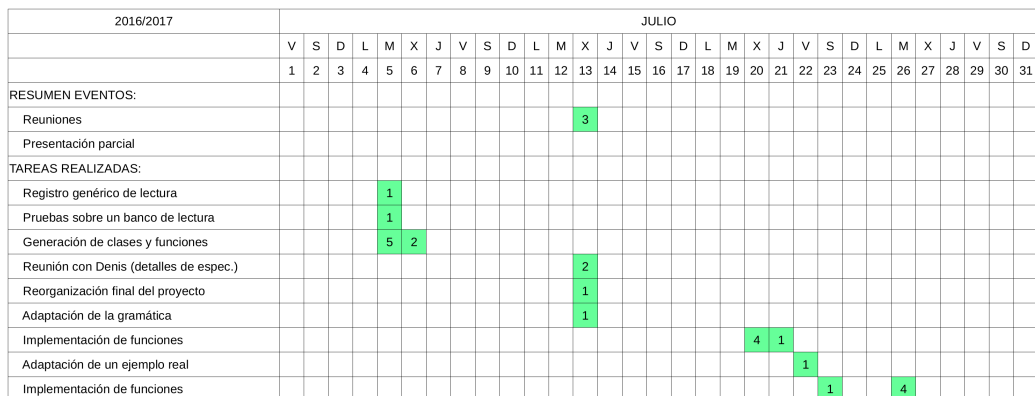 2016/2017 JULIO
V S D L M X J V S D L M X J V S D L M X J V S D L M X J V S D
1 2 3 4 5 6 7 8 9 10 11 12 13 14 15 16 17 18 19 20 21 22 23 24 25 26 27 28 29 30 31
RESUMEN EVENTOS:
Reuniones 3
Presentación parcial
TAREAS REALIZADAS:
Registro genérico de lectura 1
Pruebas sobre un banco de lectura 1
Generación de clases y funciones 5 2
Reunión con Denis (detalles de espec.) 2
Reorganización final del proyecto 1
Adaptación de la gramática 1
Implementación de funciones 4 1
Adaptación de un ejemplo real 1
Implementación de funciones 1 4